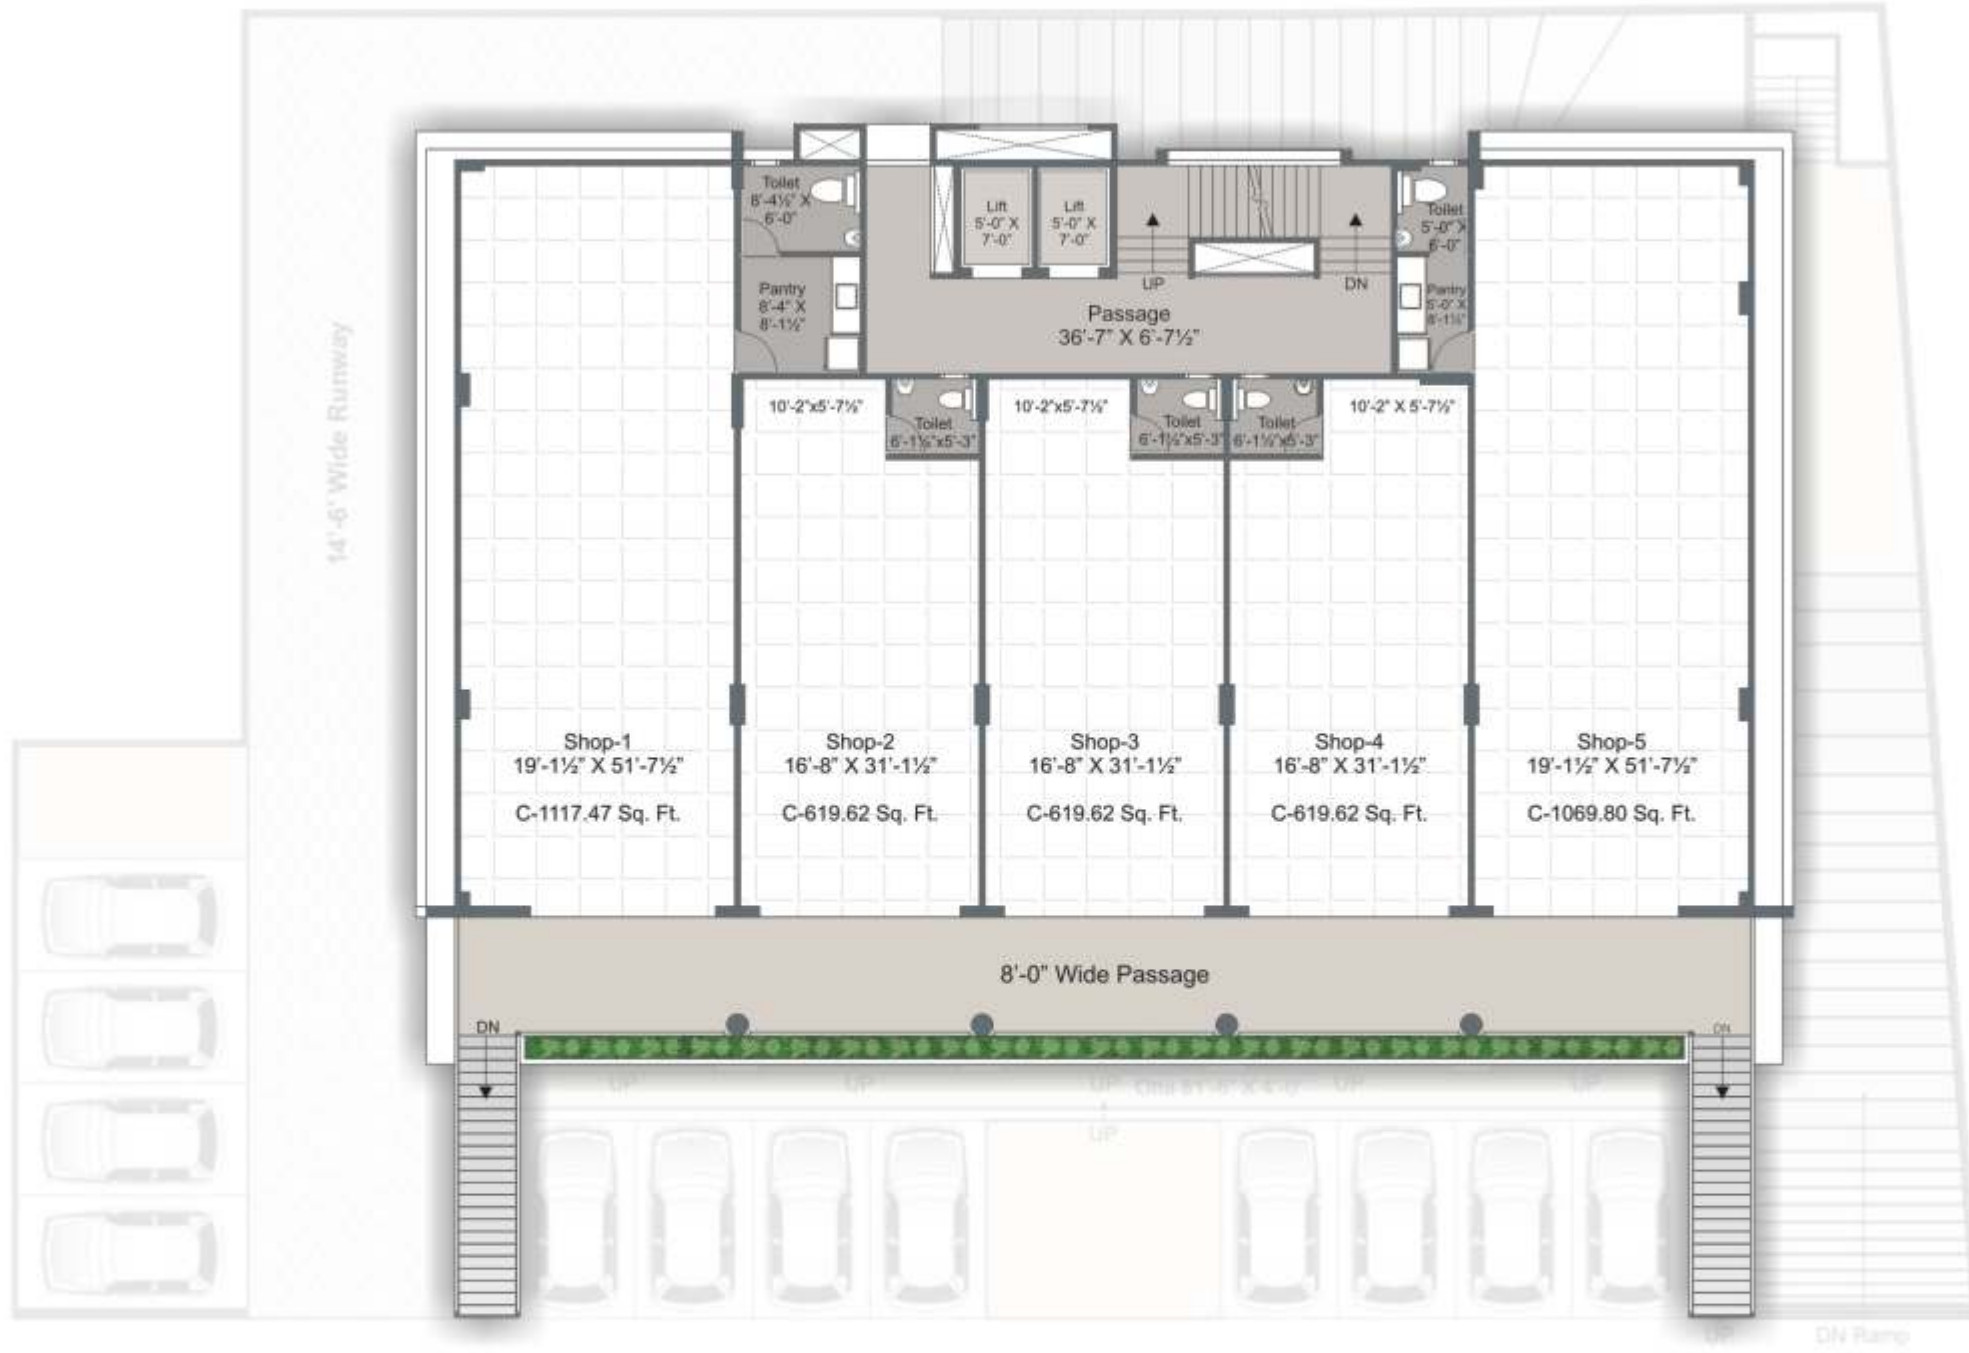 Toilet
8'-4½" X
6'-0"
Lift
5'-0" X
7'-0"
Lift
5'-0" X
7'-0"
Toilet
5'-0" X
6'-0"
UP
DN
Pantry
8'-4" X
8'-1½"
Pantry
5'-0" X
8'-1½"
Passage
36'-7" X 6'-7½"
14'-6' Wide Runway
10'-2"x5'-7½"
Toilet
6'-1½"x5'-3"
10'-2"x5'-7½"
Toilet
6'-1½"x5'-3"
Toilet
6'-1½"x5'-3"
10'-2" X 5'-7½"
Shop-1
19'-1½" X 51'-7½"
C-1117.47 Sq. Ft.
Shop-2
16'-8" X 31'-1½"
C-619.62 Sq. Ft.
Shop-3
16'-8" X 31'-1½"
C-619.62 Sq. Ft.
Shop-4
16'-8" X 31'-1½"
C-619.62 Sq. Ft.
Shop-5
19'-1½" X 51'-7½"
C-1069.80 Sq. Ft.
8'-0" Wide Passage
DN
DN
UP
UP
UP
UP
UP
UP
UP
DN Ramp